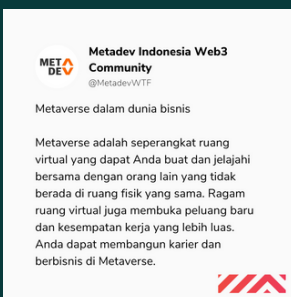 META
DEV
Metadev Indonesia Web3
Community
@MetadevWTF
Metaverse dalam dunia bisnis
Metaverse adalah seperangkat ruang
virtual yang dapat Anda buat dan jelajahi
bersama dengan orang lain yang tidak
berada di ruang fisik yang sama. Ragam
ruang virtual juga membuka peluang baru
dan kesempatan kerja yang lebih luas.
Anda dapat membangun karier dan
berbisnis di Metaverse.